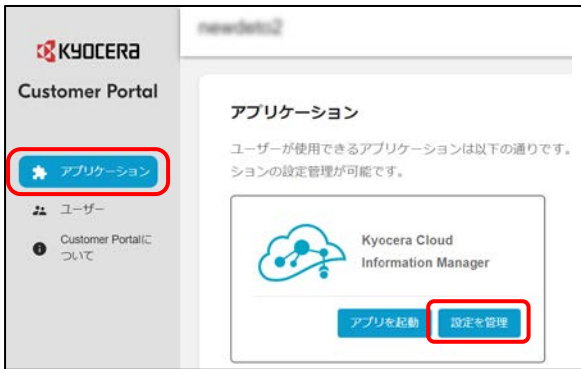 KYOCERA
Customer Portal
アプリケーション
ユーザー
Customer Portalに
ついて
アプリケーション
ユーザーが使用できるアプリケーションは以下の通りです。
ションの設定管理が可能です。
Kyocera Cloud
Information Manager
アプリを起動
設定を管理